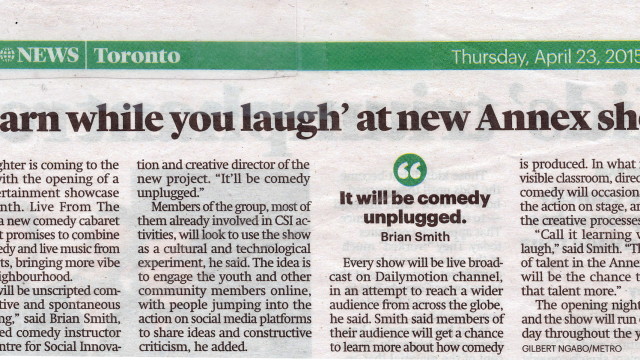 NEWS Toronto
Thursday, April 23, 2015
arn while you laugh' at new Annex sh
ghter is coming to the
with the opening of a
ertainment showcase
nth. Live From The
a new comedy cabaret
t promises to combine
edy and live music from
ts, bringing more vibe
ighbourhood.
will be unscripted com-
tive and spontaneous
ng," said Brian Smith,
ed comedy instructor
entre for Social Innova-
tion and creative director of the
new project. "It'll be comedy
unplugged."
Members of the group, most of
them already involved in CSI ac-
tivities, will look to use the show
as a cultural and technological
experiment, he said. The idea is
to engage the youth and other
community members online,
with people jumping into the
action on social media platforms
to share ideas and constructive
criticism, he added.
“
It will be comedy
unplugged.
Brian Smith
Every show will be live broad-
cast on Dailymotion channel,
in an attempt to reach a wider
audience from across the globe,
he said. Smith said members of
their audience will get a chance
to learn more about how comedy
is produced. In what
visible classroom, direc
comedy will occasion
the action on stage, an
the creative processes
"Call it learning w
laugh," said Smith. "Th
of talent in the Annex
will be the chance t
that talent more."
The opening night
and the show will run
day throughout the y
GILBERT NGABO/METRO